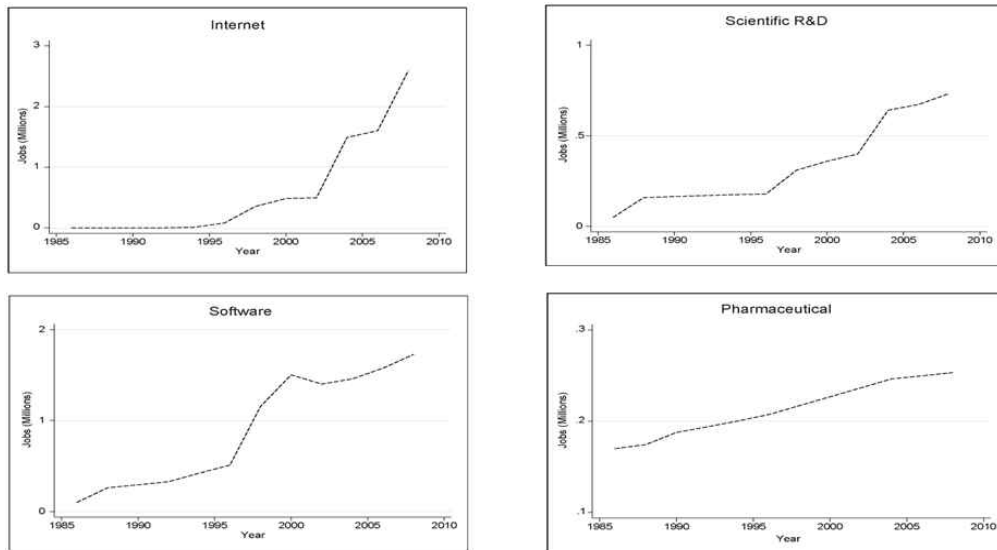 Internet
3
2
1
0
Jobs (Millions)
1985 1990 1995 2000 2005 2010
Year
Scientific R&D
1
.5
0
Jobs (Millions)
1985 1990 1995 2000 2005 2010
Year
Software
2
1
0
Jobs (Millions)
1985 1990 1995 2000 2005 2010
Year
Pharmaceutical
.3
.2
.1
Jobs (Millions)
1985 1990 1995 2000 2005 2010
Year